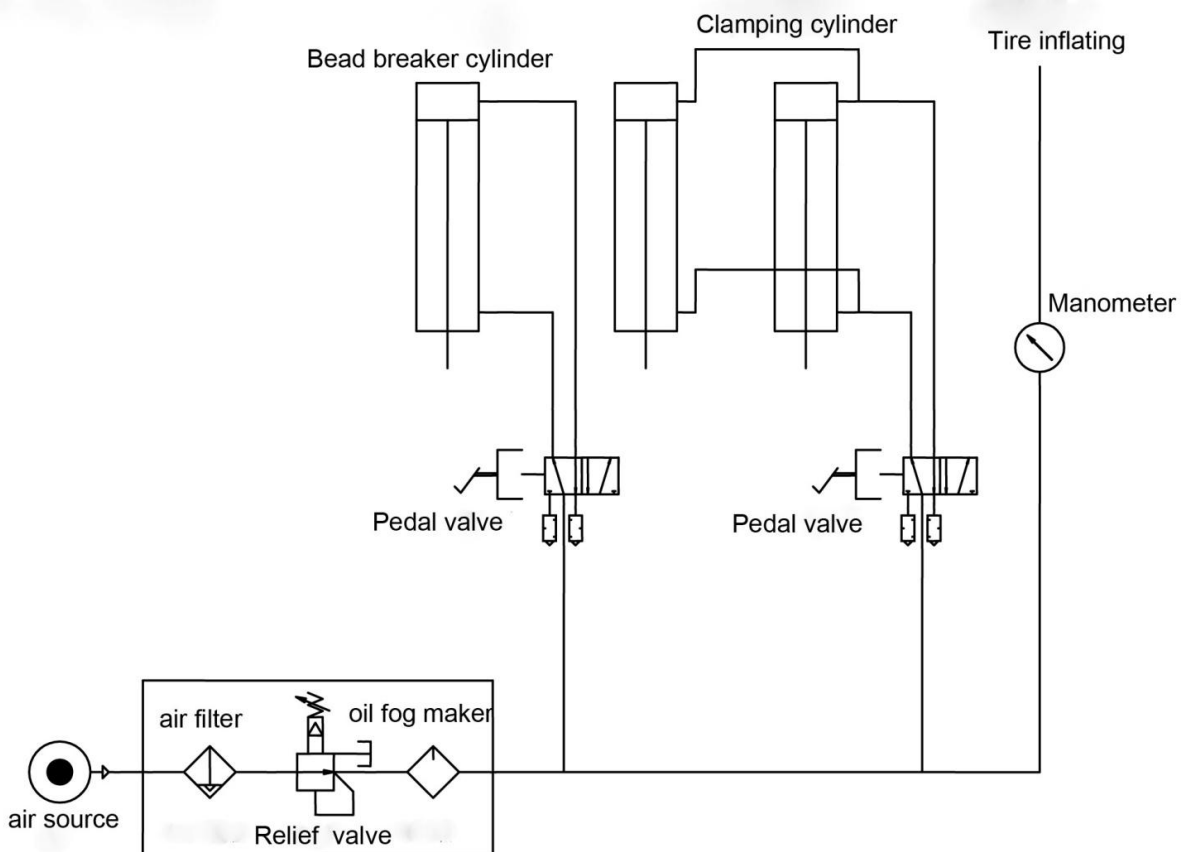 Clamping cylinder
Tire inflating
Bead breaker cylinder
Manometer
Pedal valve
Pedal valve
air filter
oil fog maker
air source
Relief valve